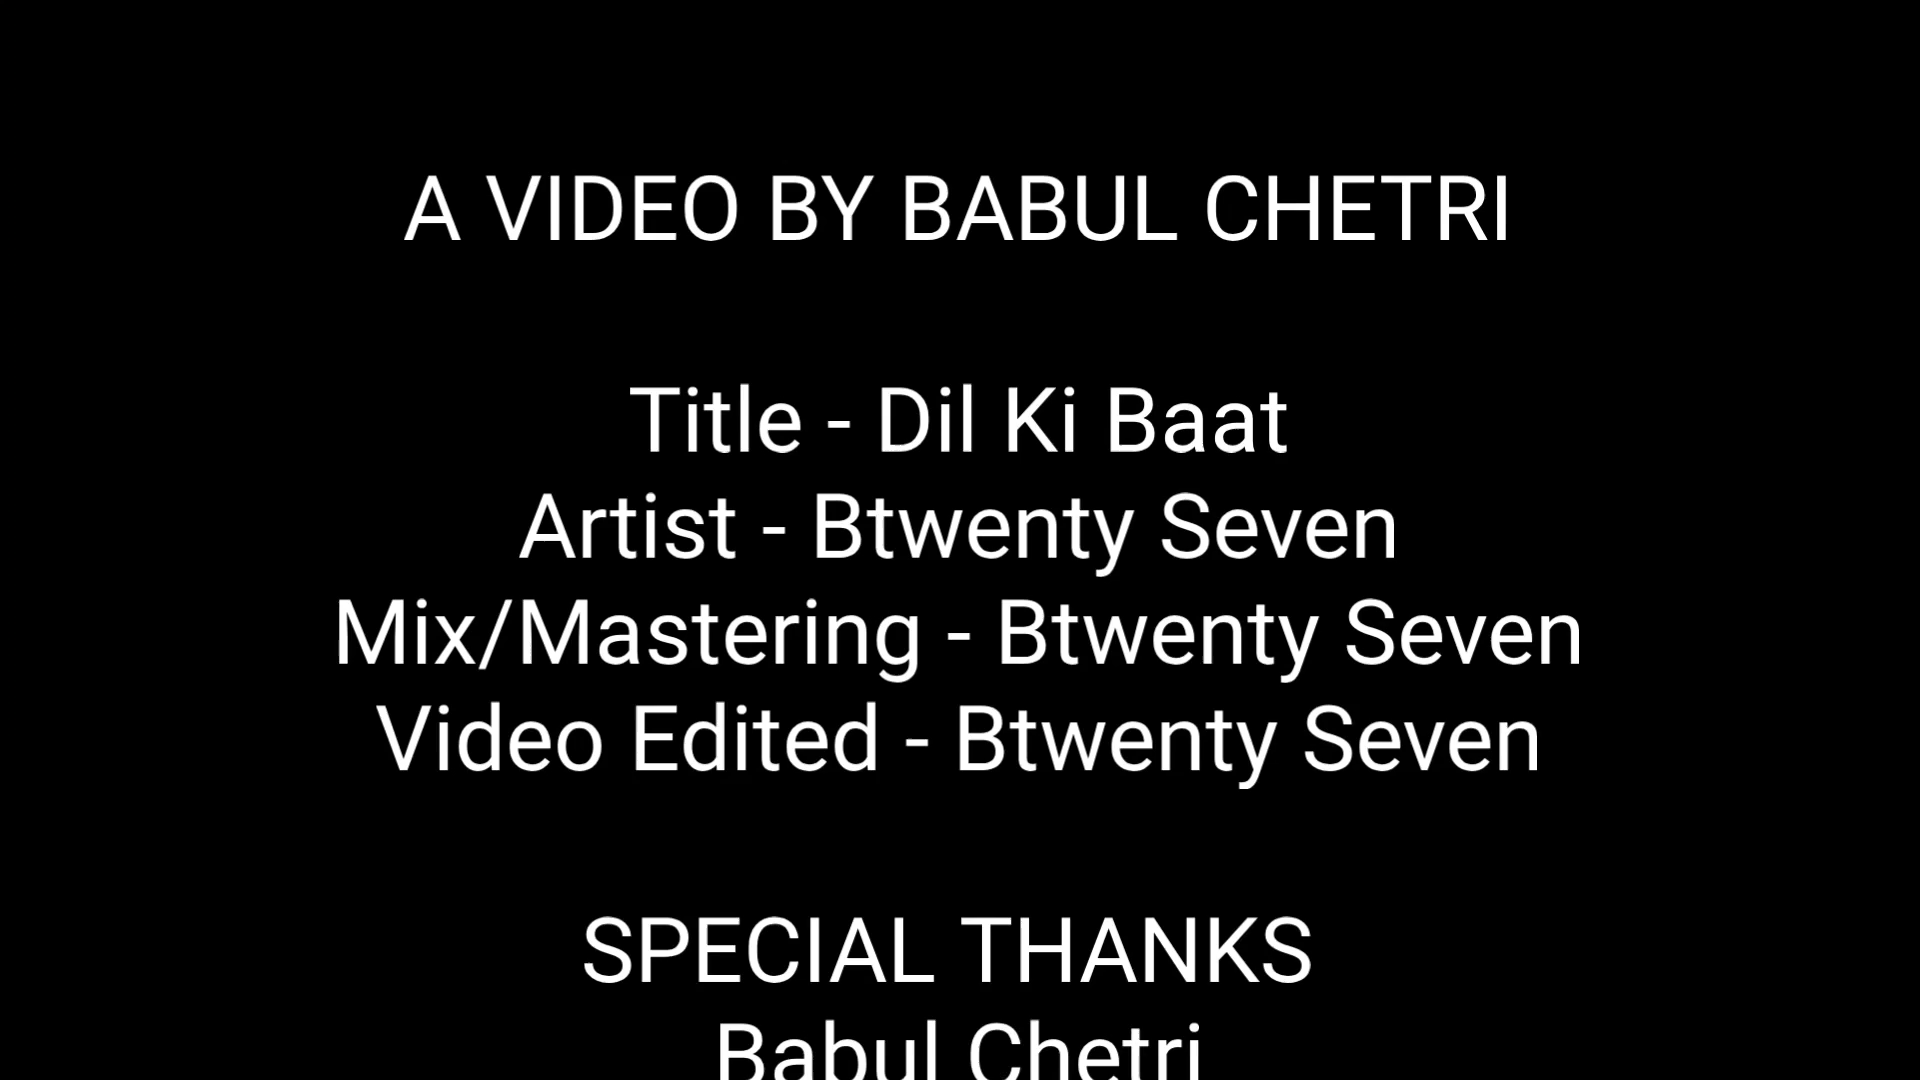 A VIDEO BY BABUL CHETRI
Title - Dil Ki Baat
Artist - Btwenty Seven
Mix/Mastering - Btwenty Seven
Video Edited - Btwenty Seven
SPECIAL THANKS
Babul Chetri